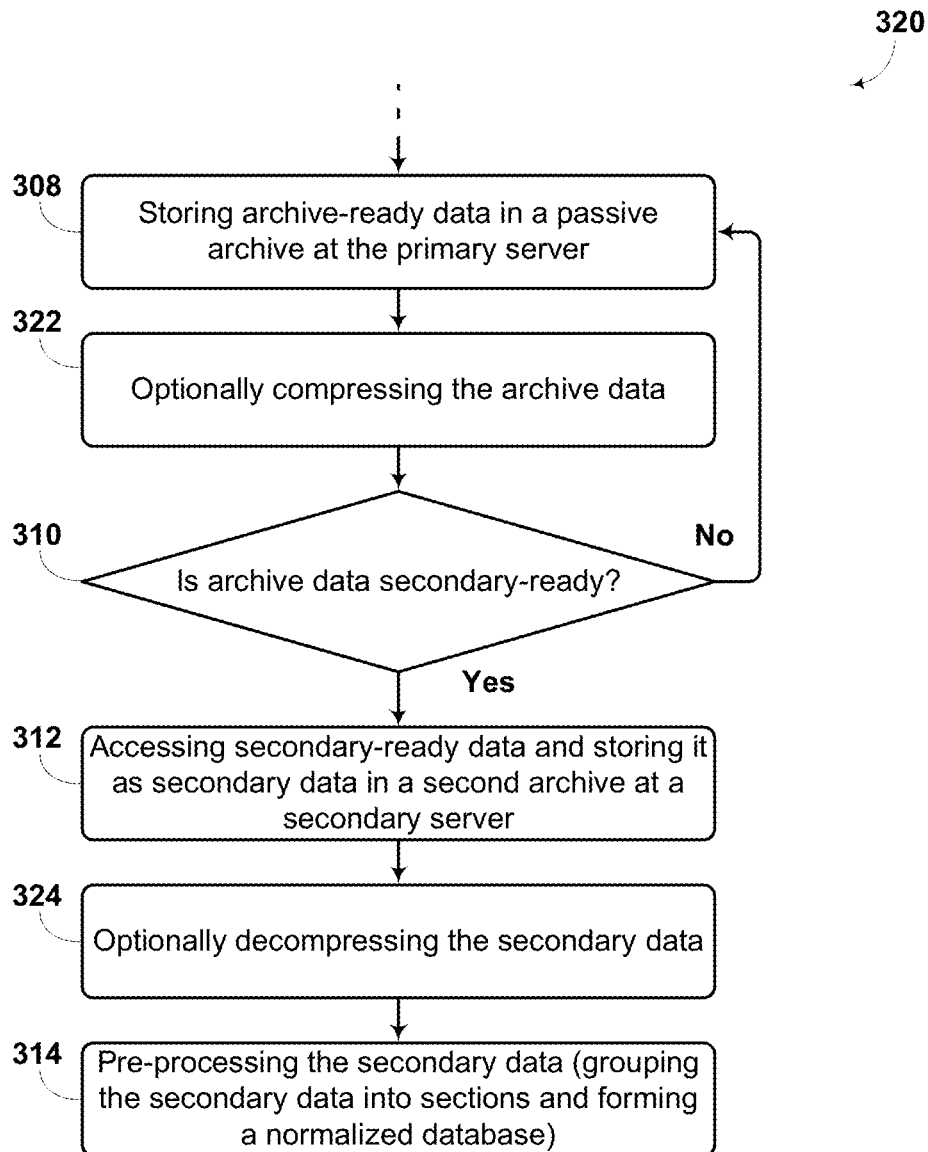 320
308
Storing archive-ready data in a passive
archive at the primary server
322
Optionally compressing the archive data
310
No
Is archive data secondary-ready?
Yes
312
Accessing secondary-ready data and storing it
as secondary data in a second archive at a
secondary server
324
Optionally decompressing the secondary data
314
Pre-processing the secondary data (grouping
the secondary data into sections and forming
a normalized database)